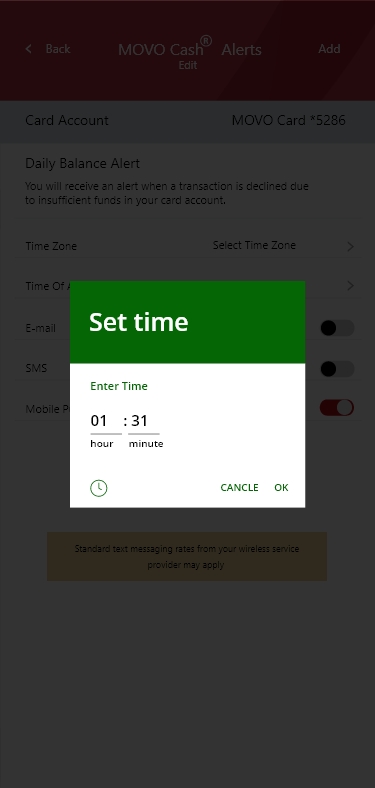 Back
MOVO Cash® Alerts
Add
Edit
Card Account
MOVO Card *5286
Daily Balance Alert
You will receive an alert when a transaction is declined due
to insufficient funds in your card account.
Time Zone
Select Time Zone
Time Of
Set time
E-mail
SMS
Enter Time
Mobile
01 : 31
hour
minute
CANCLE
OK
Standard text messaging rates from your wireless service
provider may apply